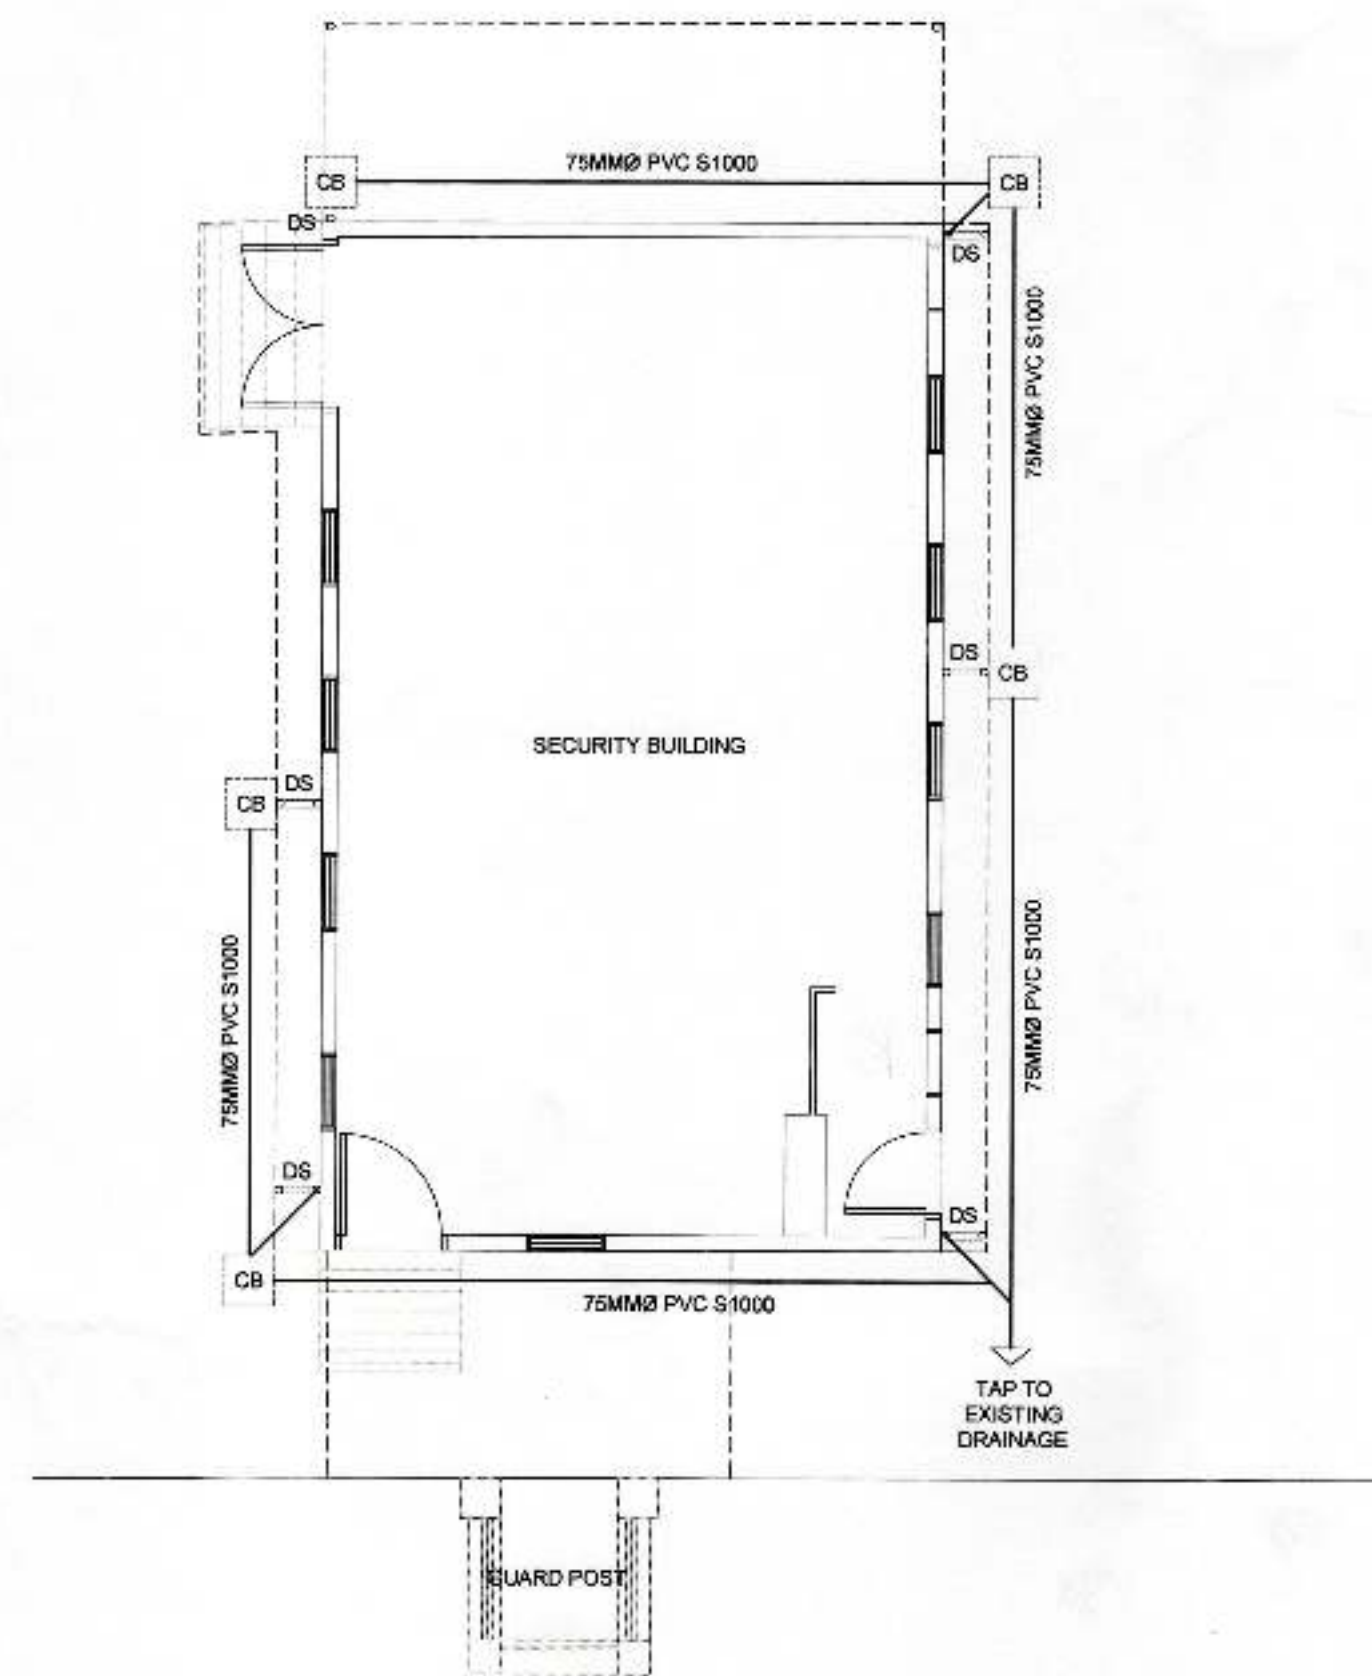 75MMØ PVC S1000
CB
CB
DS
DS
75MMØ PVC S1000
DS
CB
SECURITY BUILDING
DS
CB
75MMØ PVC S1000
75MMØ PVC S1000
DS
DS
CB
75MMØ PVC S1000
TAP TO
EXISTING
DRAINAGE
GUARD POST